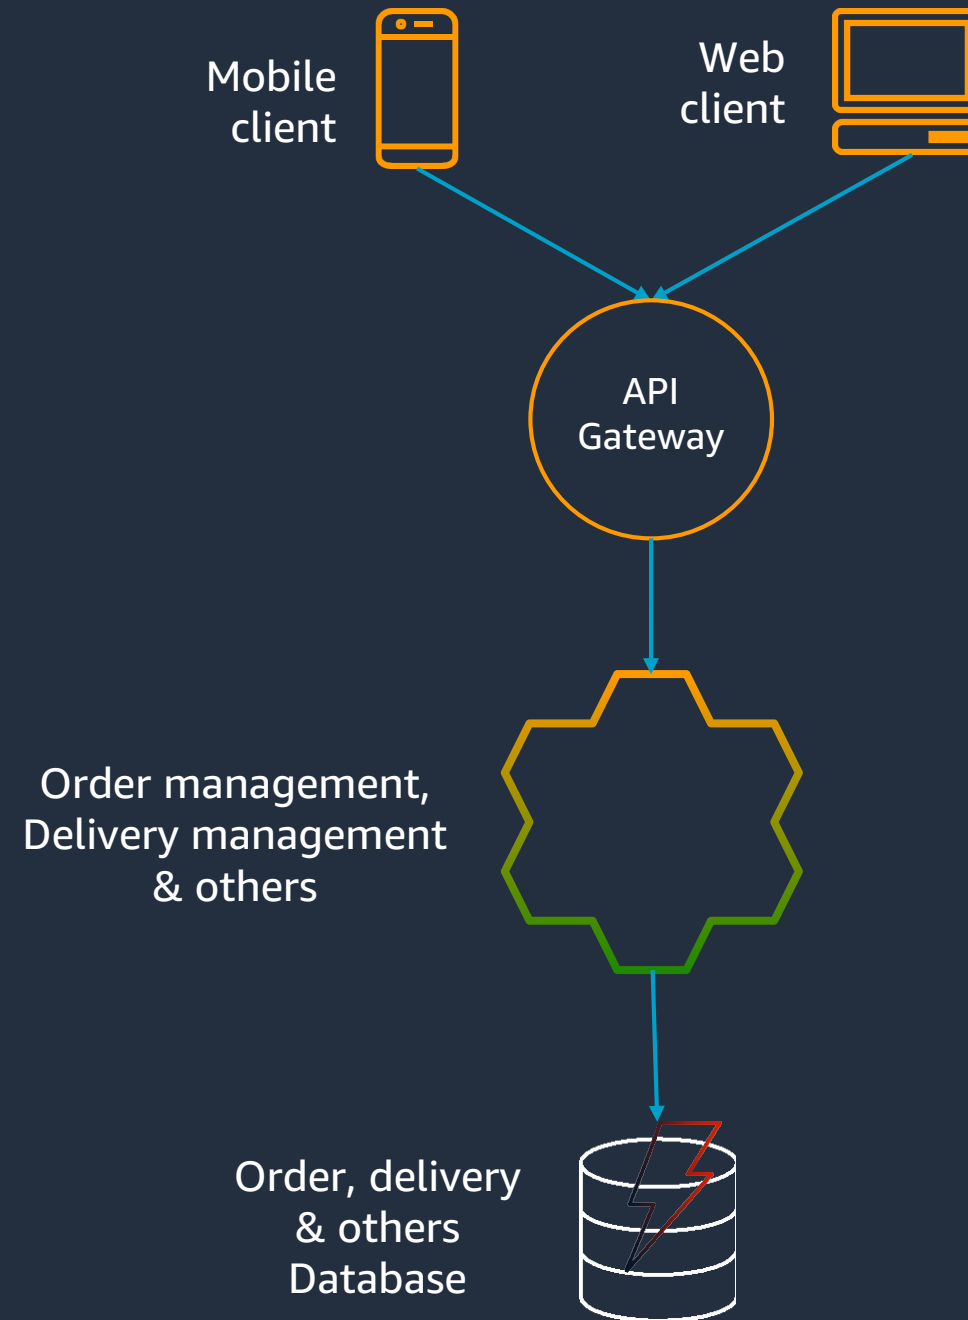 Mobile
client
Web
client
API
Gateway
Order management,
Delivery management
& others
Order, delivery
& others
Database